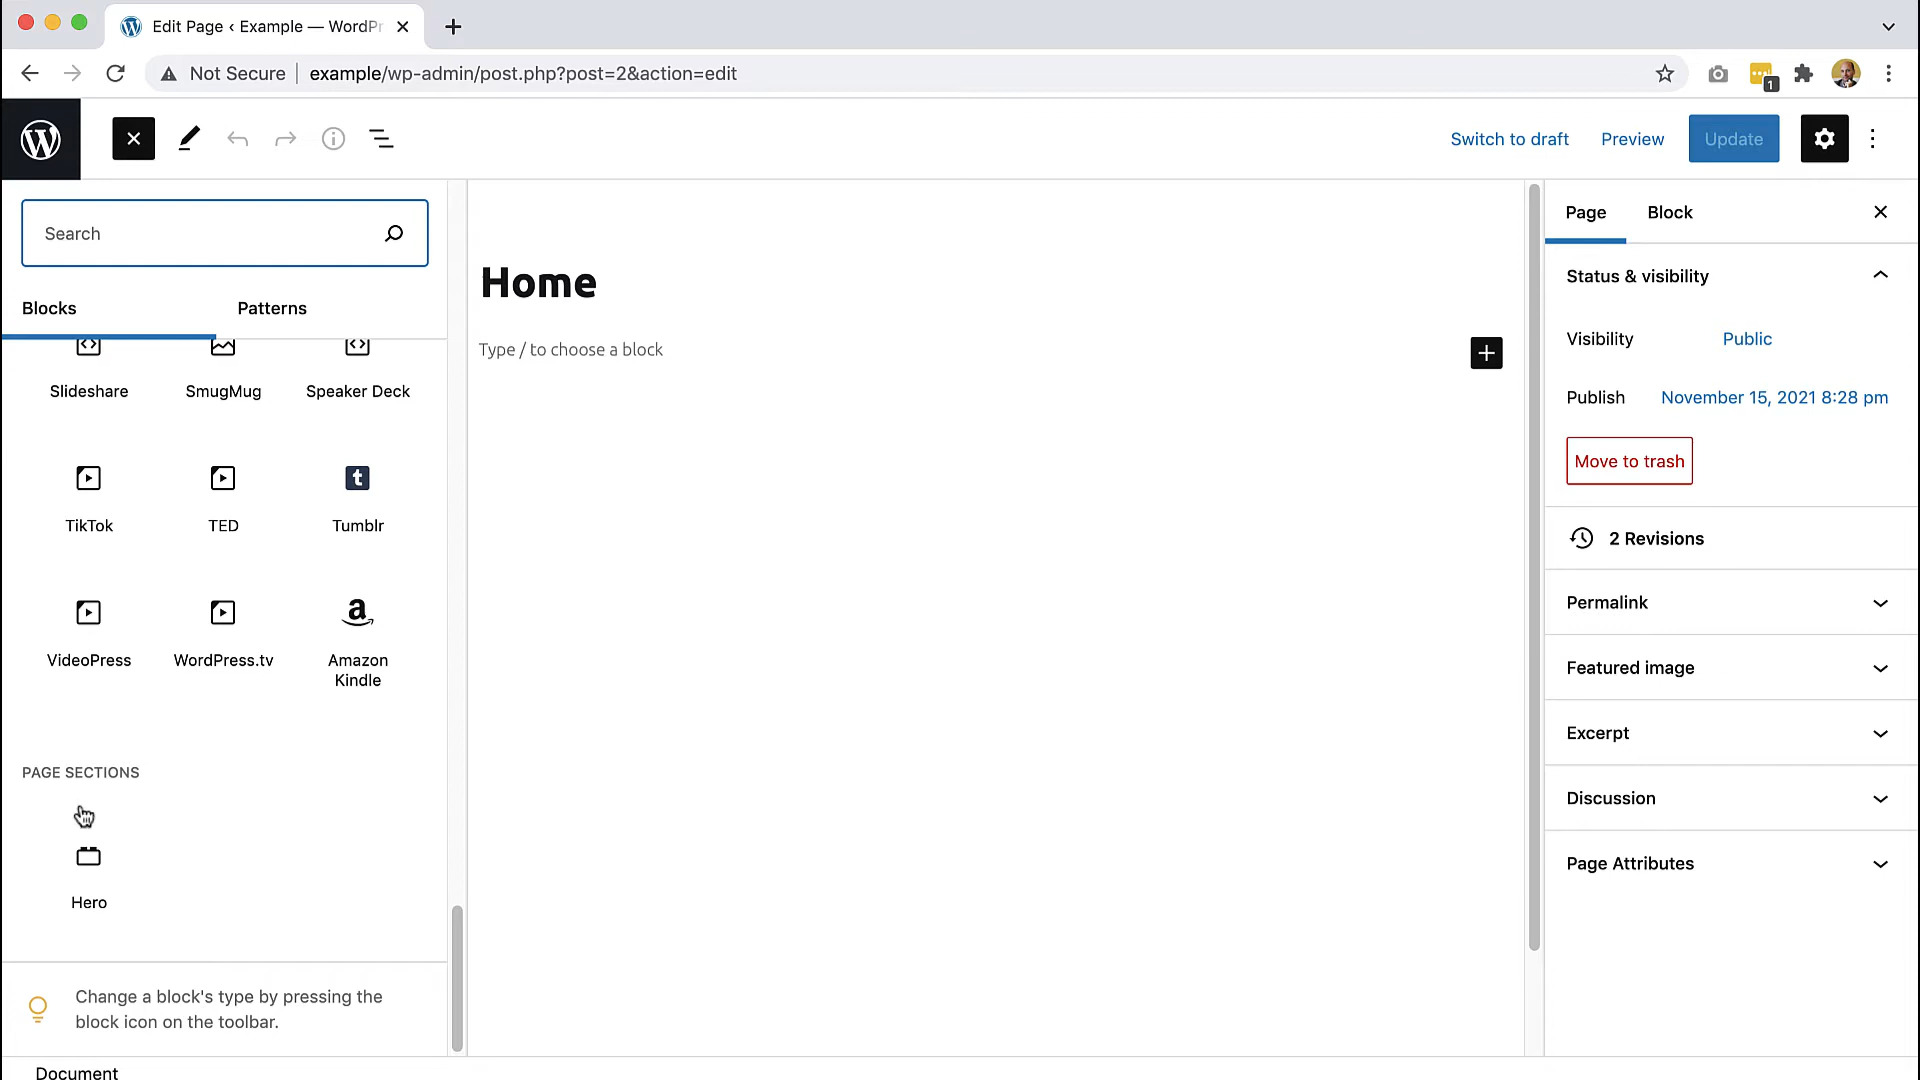 Edit Page ‹ Example — WordPr
Not Secure
example/wp-admin/post.php?post=2&action=edit
1
Switch to draft
Preview
Update
Search
Blocks
Patterns
Slideshare
SmugMug
Speaker Deck
TikTok
TED
t
Tumblr
VideoPress
WordPress.tv
a
Amazon
Kindle
PAGE SECTIONS
Hero
Change a block's type by pressing the
block icon on the toolbar.
Document
Home
Type / to choose a block
Page
Block
Status & visibility
Visibility
Public
Publish
November 15, 2021 8:28 pm
Move to trash
2 Revisions
Permalink
Featured image
Excerpt
Discussion
Page Attributes